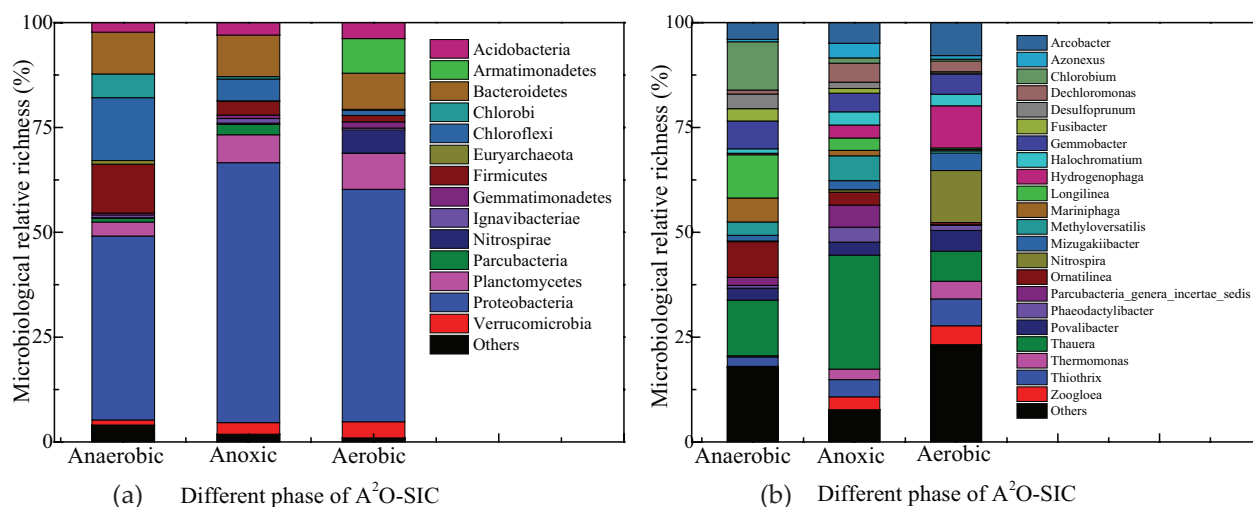 Microbiological relative richness (%)
100
75
50
25
0
Anaerobic
Anoxic
Aerobic
(a)
Different phase of A²O-SIC
Acidobacteria
Armatimonadetes
Bacteroidetes
Chlorobi
Chloroflexi
Euryarchaeota
Firmicutes
Gemmatimonadetes
Ignavibacteriae
Nitrospirae
Parcubacteria
Planctomycetes
Proteobacteria
Verrucomicrobia
Others
Microbiological relative richness (%)
100
75
50
25
0
Anaerobic
Anoxic
Aerobic
(b)
Different phase of A²O-SIC
Arcobacter
Azonexus
Chlorobium
Dechloromonas
Desulfoprunum
Fusibacter
Gemmobacter
Halochromatium
Hydrogenophaga
Longilinea
Mariniphaga
Methyloversatilis
Mizugakiibacter
Nitrospira
Ornatilinea
Parcubacteria_genera_incertae_sedis
Phaeodactylibacter
Povalibacter
Thauera
Thermomonas
Thiothrix
Zoogloea
Others